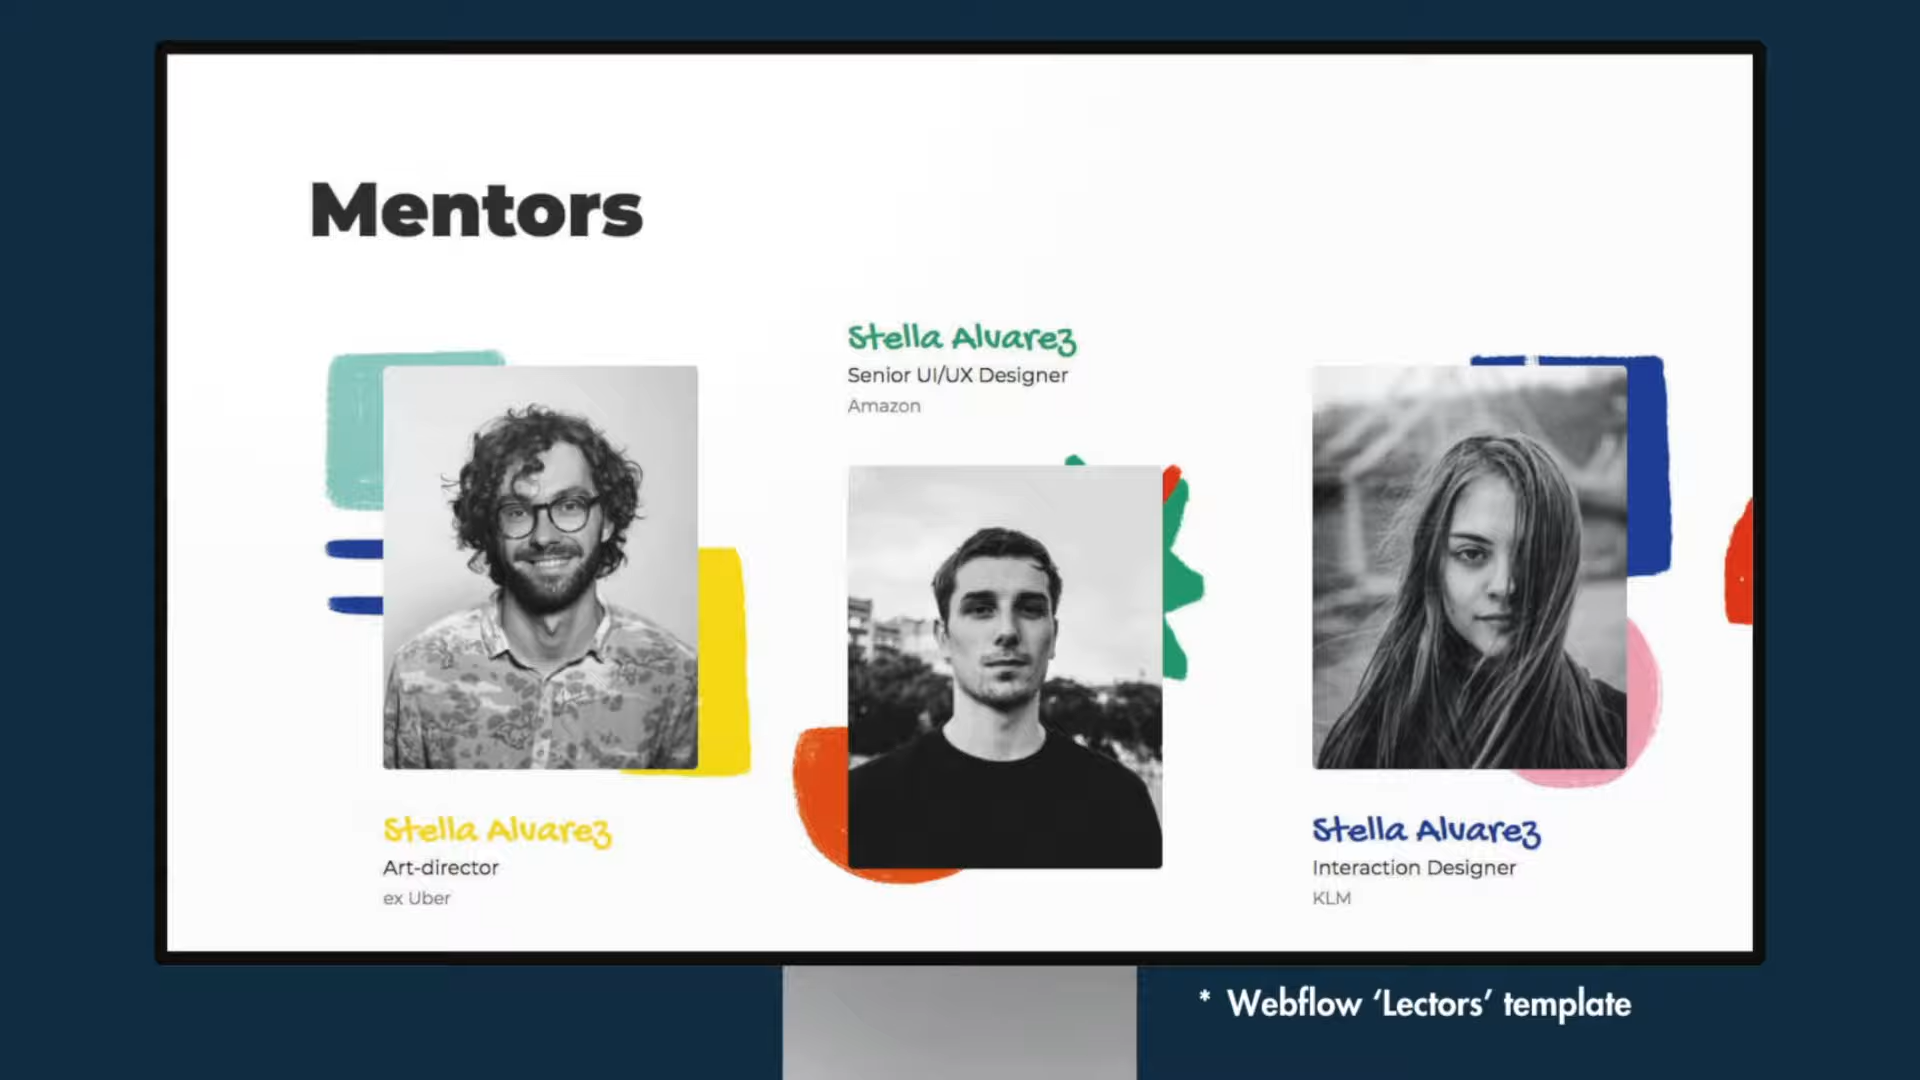 Mentors
Stella Alvarez
Senior UI/UX Designer
Amazon
Stella Alvarez
Art-director
ex Uber
Stella Alvarez
Interaction Designer
KLM
* Webflow ‘Lectors’ template